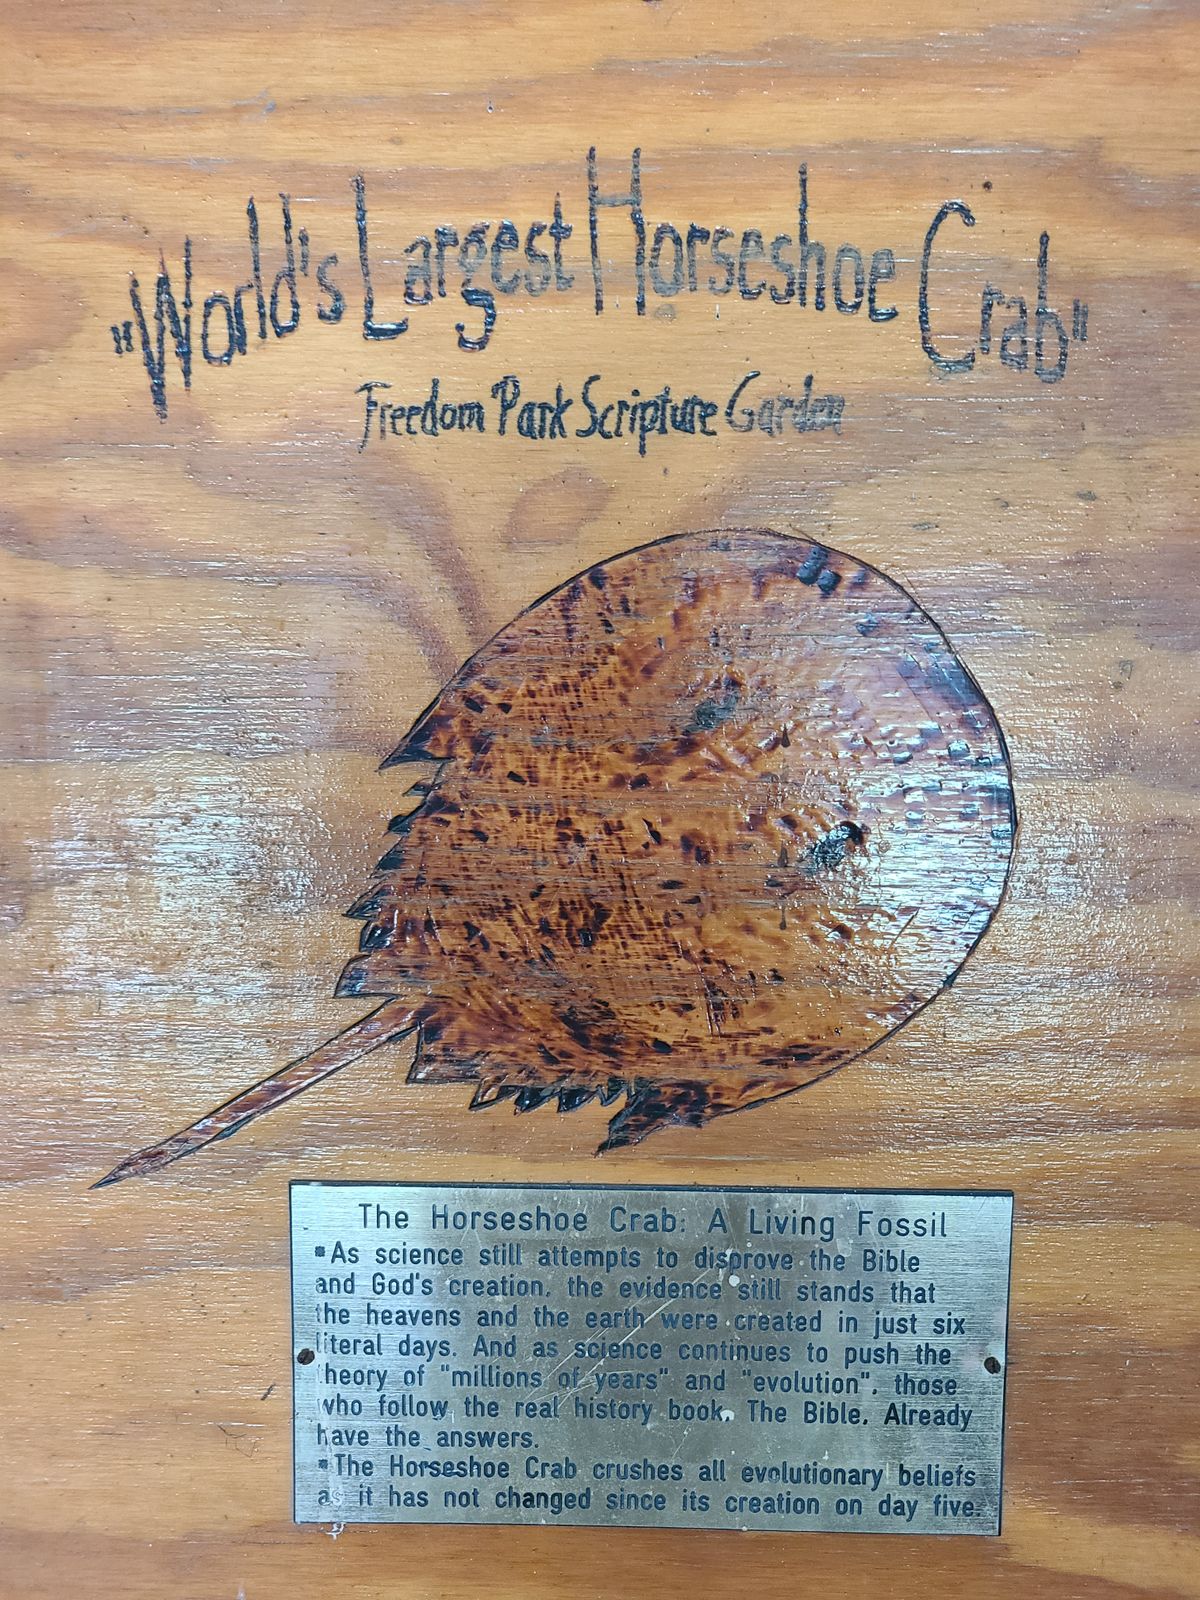 "World's Largest Horseshoe Crab"
Freedom Park Scripture Garden
The Horseshoe Crab: A Living Fossil
▪As science still attempts to disprove the Bible
and God's creation, the evidence still stands that
the heavens and the earth were created in just six
literal days. And as science continues to push the
theory of "millions of years" and "evolution", those
who follow the real history book, The Bible, Already
have the answers.
▪The Horseshoe Crab crushes all evolutionary beliefs
as it has not changed since its creation on day five.